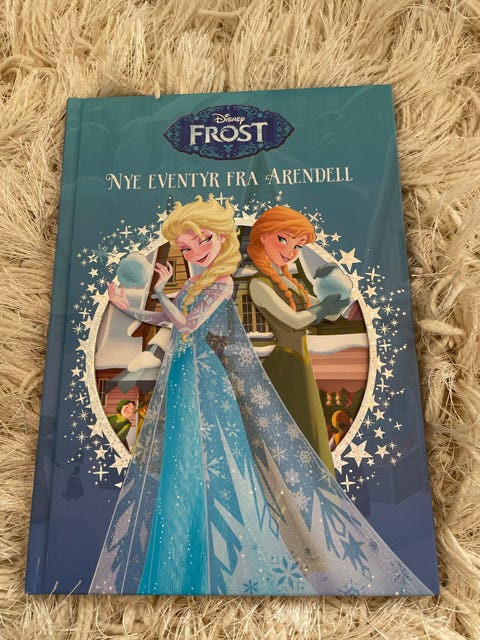 Disney
FROST
NYE EVENTYR FRA ARENDELL